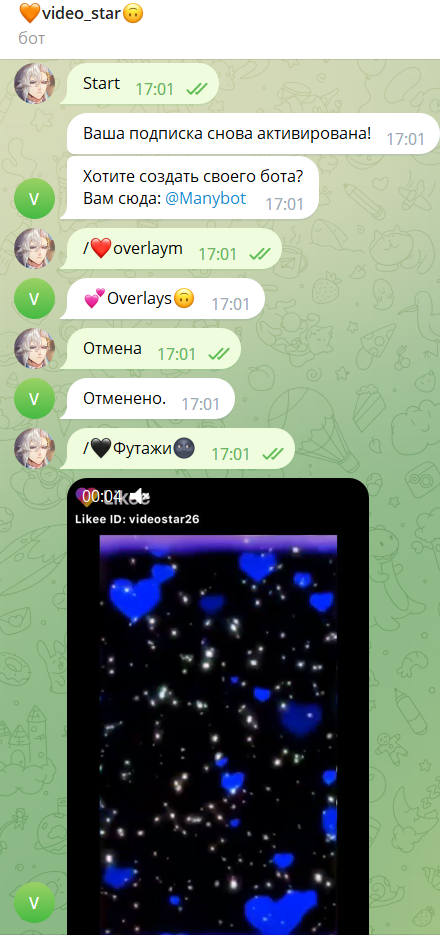 🧡video_star🙃
бот
Start 17:01
Ваша подписка снова активирована! 17:01
Хотите создать своего бота?
Вам сюда: @Manybot 17:01
/❤️overlaym 17:01
V
💞Overlays🙃 17:01
Отмена 17:01
V
Отменено. 17:01
/🖤Футажи🌚 17:01
00:04
Likee
Likee ID: videostar26
V